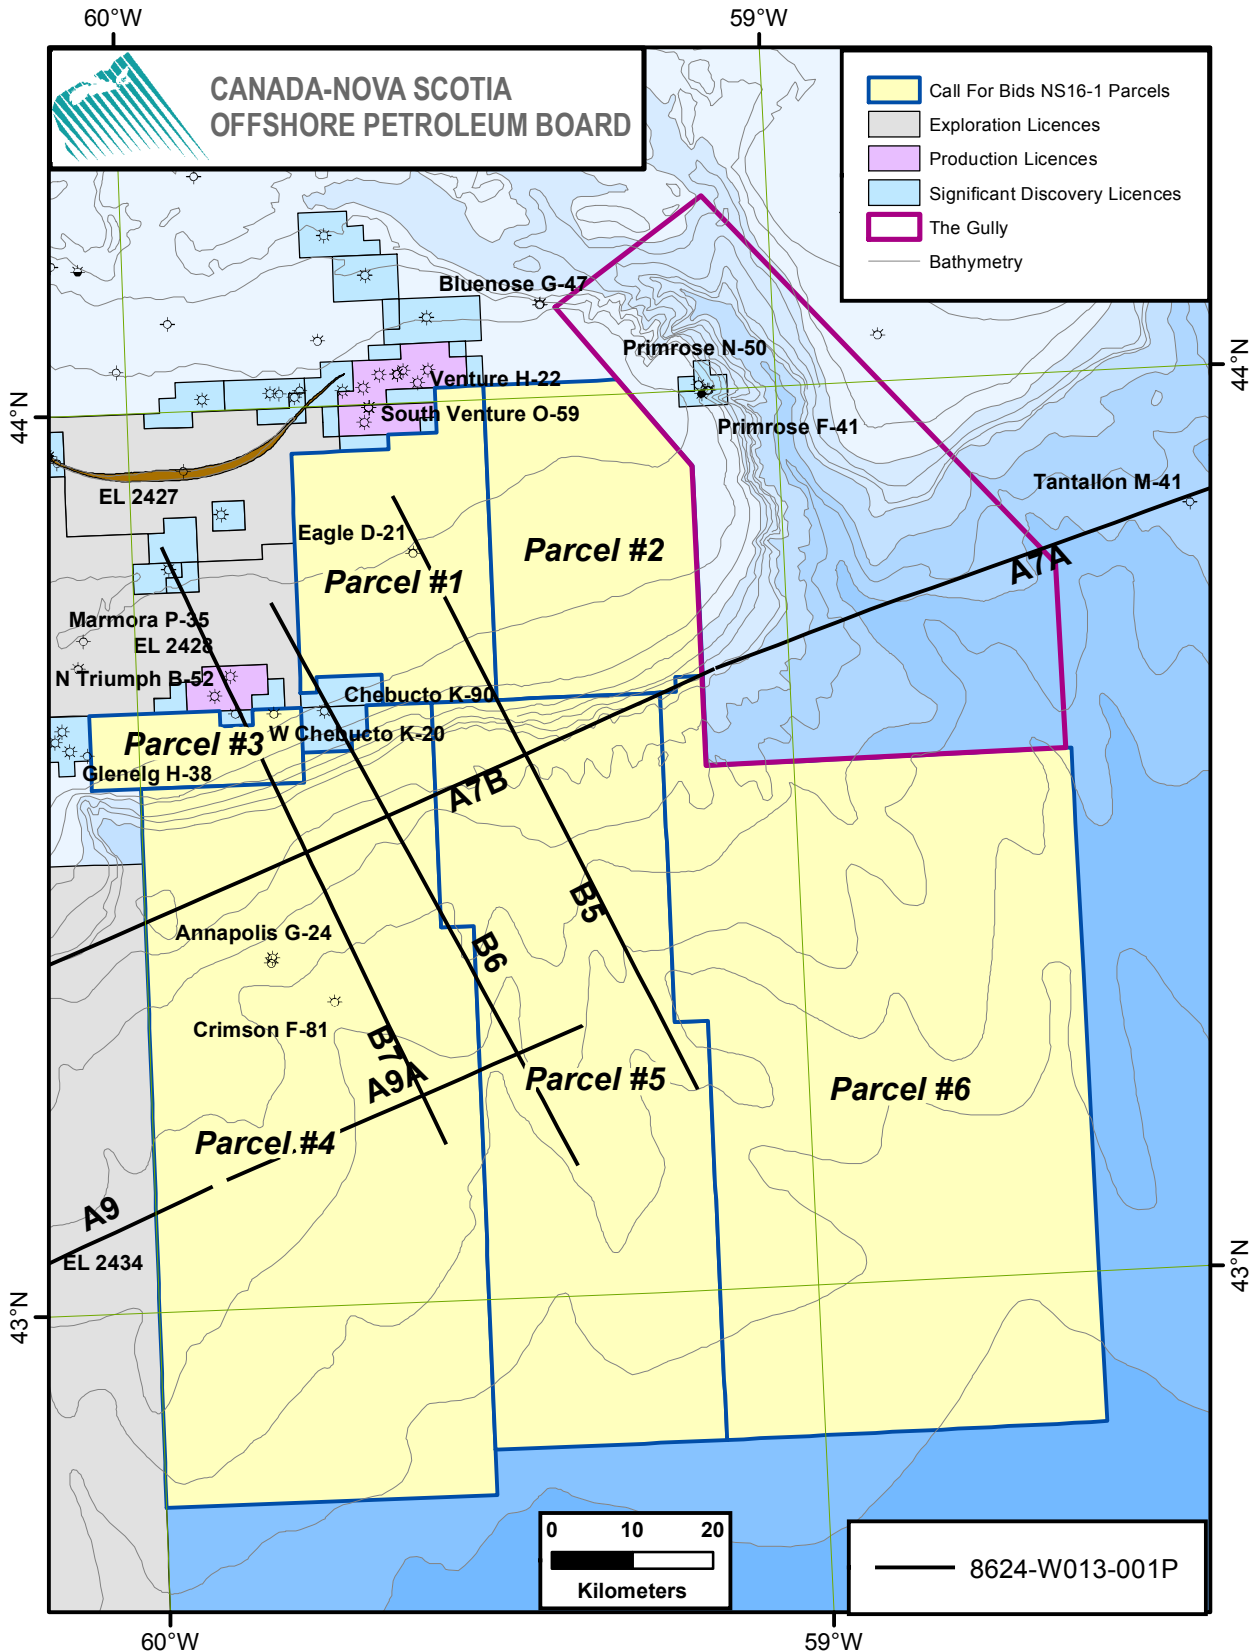 60°W
59°W
CANADA-NOVA SCOTIA
OFFSHORE PETROLEUM BOARD
Call For Bids NS16-1 Parcels
Exploration Licences
Production Licences
Significant Discovery Licences
The Gully
Bathymetry
Bluenose G-47
Primrose N-50
44°N
Venture H-22
44°N
South Venture O-59
Primrose F-41
Tantallon M-41
EL 2427
Eagle D-21
Parcel #2
A7A
Parcel #1
Marmora P-35
EL 2428
N Triumph B-52
Chebucto K-90
W Chebucto K-20
Parcel #3
Glenelg H-38
A7B
B5
Annapolis G-24
B6
Crimson F-81
B7
A9A
Parcel #5
Parcel #6
Parcel #4
A9
EL 2434
43°N
43°N
0 10 20
Kilometers
8624-W013-001P
60°W
59°W